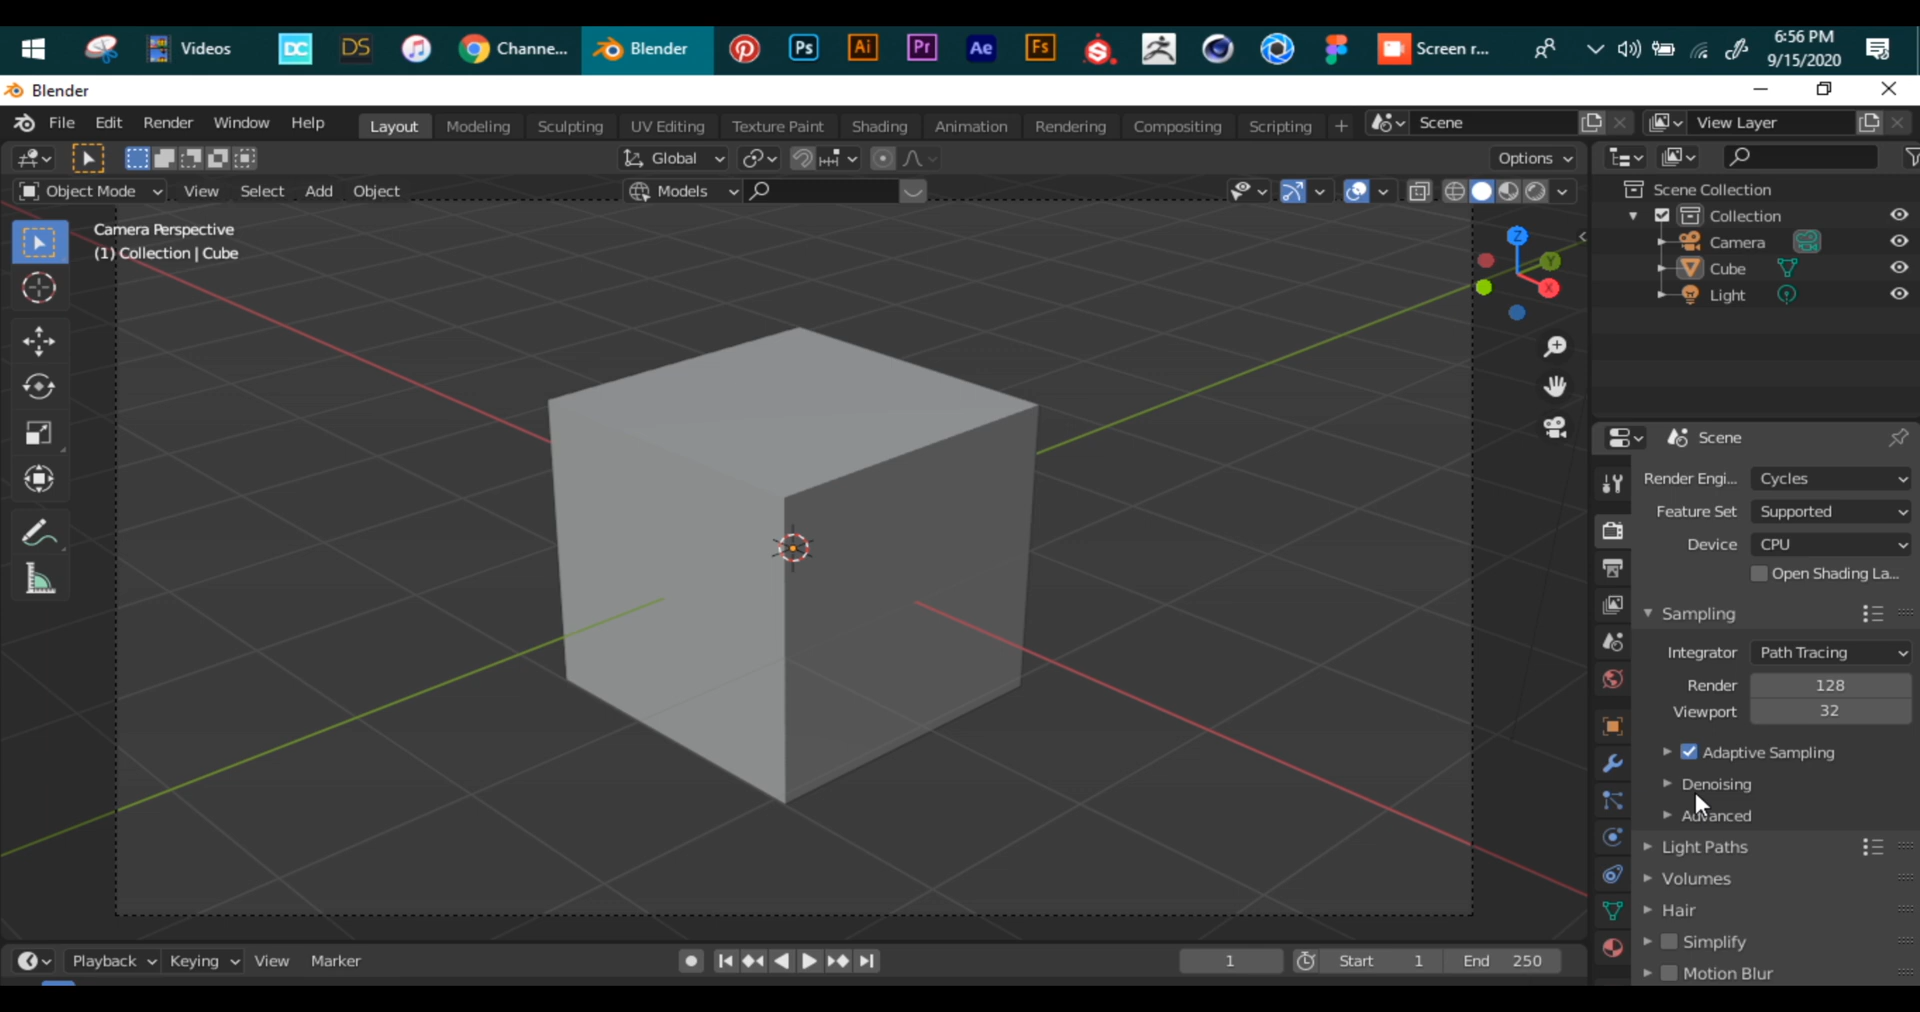 Videos
DC
DS
Channe...
Blender
Ps
Ai
Pr
Ae
Fs
Screen r...
6:56 PM
9/15/2020
Blender
File Edit Render Window Help
Layout Modeling Sculpting UV Editing Texture Paint Shading Animation Rendering Compositing Scripting +
Scene
View Layer
Global
Options
Object Mode View Select Add Object
Models
Camera Perspective
(1) Collection | Cube
Z
Y
X
Scene Collection
Collection
Camera
Cube
Light
Scene
Render Engi... Cycles
Feature Set Supported
Device CPU
Open Shading La...
Sampling
Integrator Path Tracing
Render 128
Viewport 32
Adaptive Sampling
Denoising
Advanced
Light Paths
Volumes
Hair
Simplify
Motion Blur
Playback Keying View Marker
1
Start 1
End 250